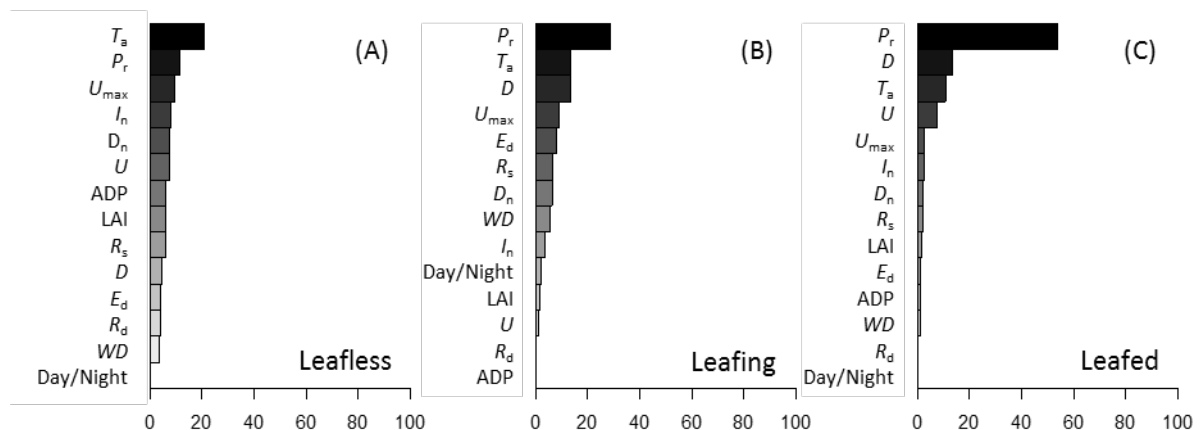 Ta
Pr
Umax
In
Dn
U
ADP
LAI
Rs
D
Ed
Rd
WD
Day/Night
(A)
Leafless
0 20 40 60 80 100
Pr
Ta
D
Umax
Ed
Rs
Dn
WD
In
Day/Night
LAI
U
Rd
ADP
(B)
Leafing
0 20 40 60 80 100
Pr
D
Ta
U
Umax
In
Dn
Rs
LAI
Ed
ADP
WD
Rd
Day/Night
(C)
Leafed
0 20 40 60 80 100